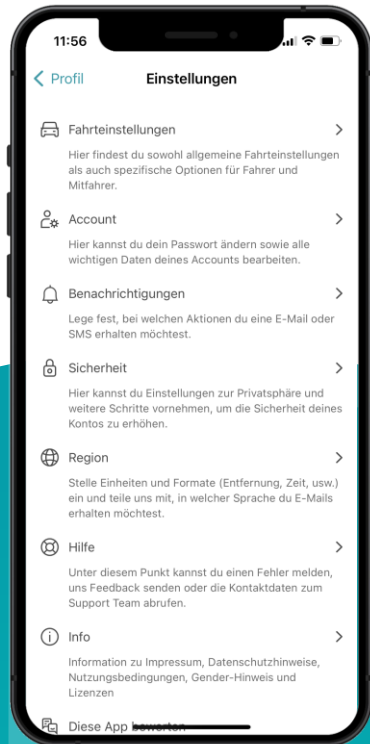 11:56
Profil
Einstellungen
Fahrteinstellungen
Hier findest du sowohl allgemeine Fahrteinstellungen
als auch spezifische Optionen für Fahrer und
Mitfahrer.
Account
Hier kannst du dein Passwort ändern sowie alle
wichtigen Daten deines Accounts bearbeiten.
Benachrichtigungen
Lege fest, bei welchen Aktionen du eine E-Mail oder
SMS erhalten möchtest.
Sicherheit
Hier kannst du Einstellungen zur Privatsphäre und
weitere Schritte vornehmen, um die Sicherheit deines
Kontos zu erhöhen.
Region
Stelle Einheiten und Formate (Entfernung, Zeit, usw.)
ein und teile uns mit, in welcher Sprache du E-Mails
erhalten möchtest.
Hilfe
Unter diesem Punkt kannst du einen Fehler melden,
uns Feedback senden oder die Kontaktdaten zum
Support Team abrufen.
Info
Information zu Impressum, Datenschutzhinweise,
Nutzungsbedingungen, Gender-Hinweis und
Lizenzen
Diese App bewerten